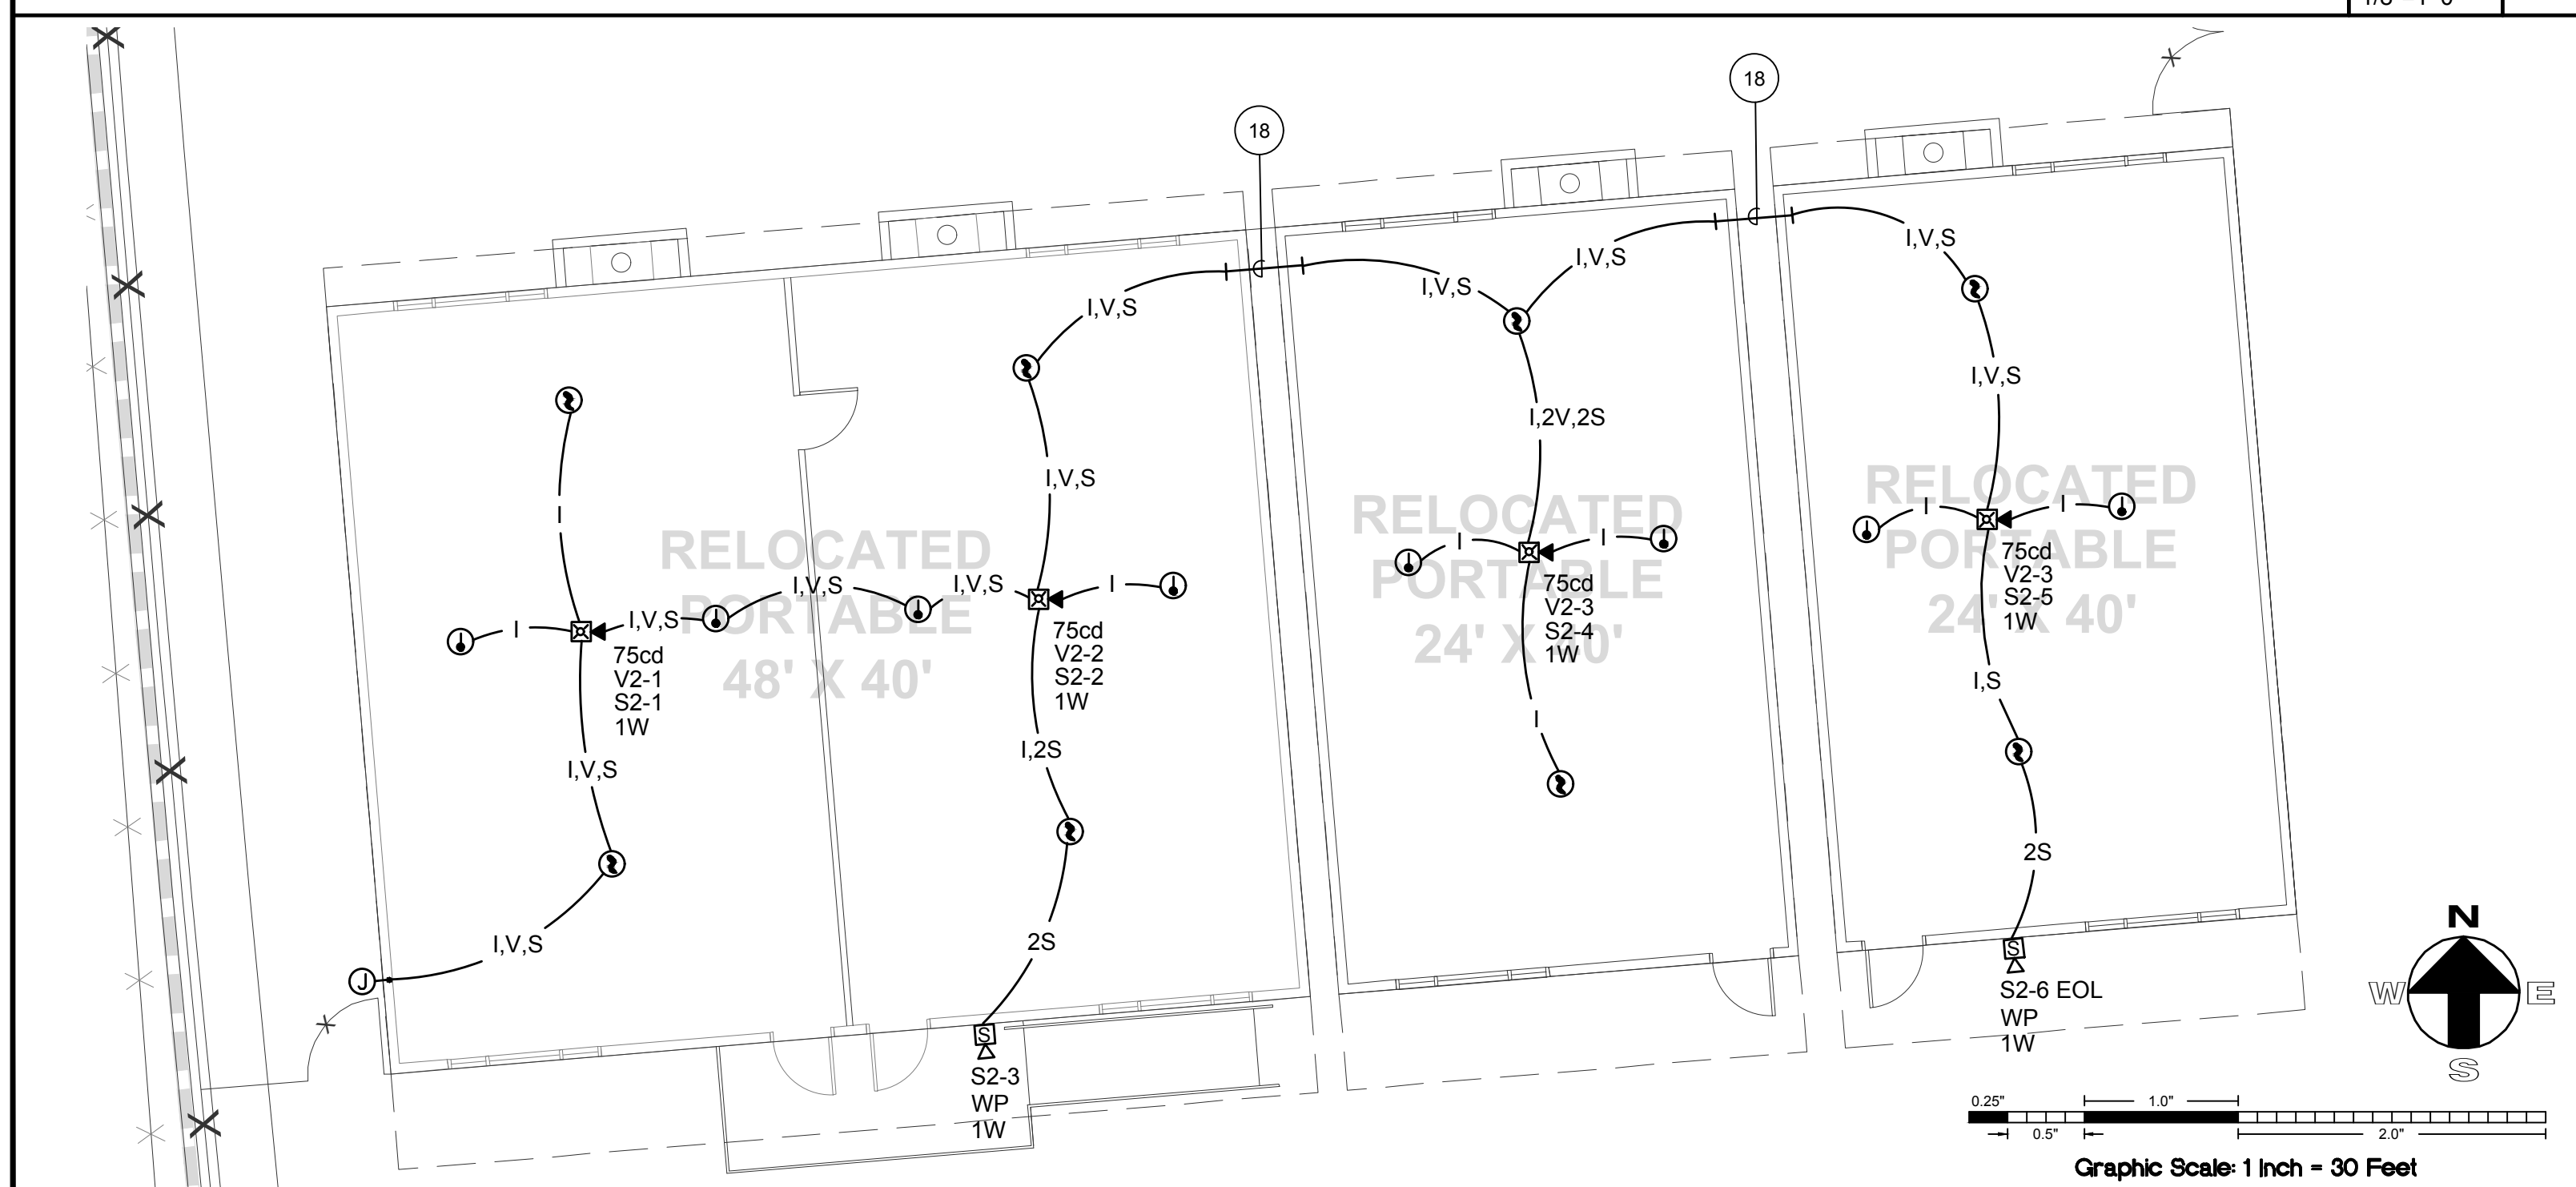 18
18
I,V,S
I,V,S
I,V,S
I,V,S
I,V,S
I,2V,2S
I,V,S
I
I,V,S
I,V,S
I
I,V,S
I,V,S
I
I
I
I
I
RELOCATED
PORTABLE
48' X 40'
RELOCATED
PORTABLE
24' X 40'
RELOCATED
PORTABLE
24' X 40'
75cd
V2-1
S2-1
1W
75cd
V2-2
S2-2
1W
75cd
V2-3
S2-4
1W
75cd
V2-3
S2-5
1W
I,V,S
I,2S
I
I,S
I,V,S
2S
2S
J
S
S2-3
WP
1W
S
S2-6 EOL
WP
1W
N
W
E
S
0.25"
1.0"
0.5"
2.0"
Graphic Scale: 1 Inch = 30 Feet